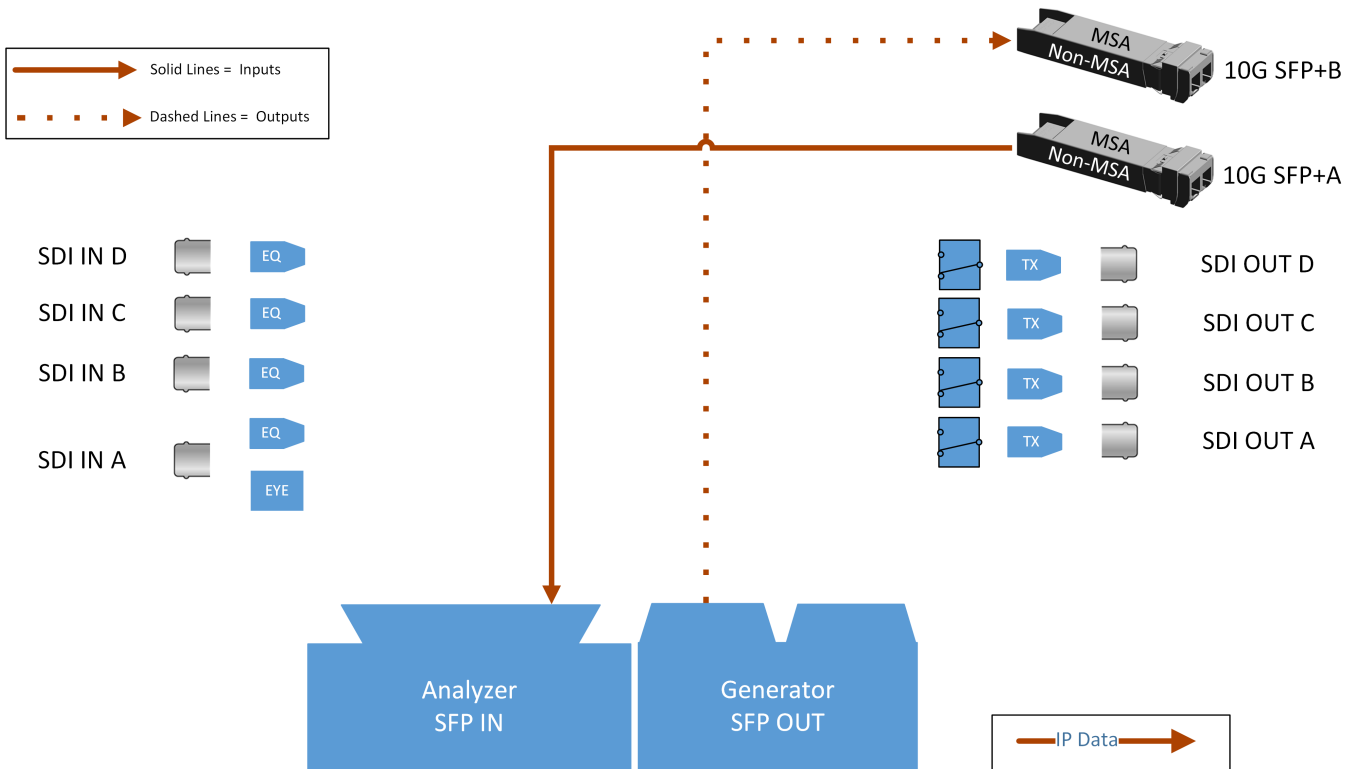 MSA
Non-MSA
10G SFP+B
Solid Lines = Inputs
Dashed Lines = Outputs
MSA
Non-MSA
10G SFP+A
SDI IN D
EQ
TX
SDI OUT D
SDI IN C
EQ
TX
SDI OUT C
SDI IN B
EQ
TX
SDI OUT B
EQ
SDI IN A
EYE
TX
SDI OUT A
Analyzer
SFP IN
Generator
SFP OUT
IP Data